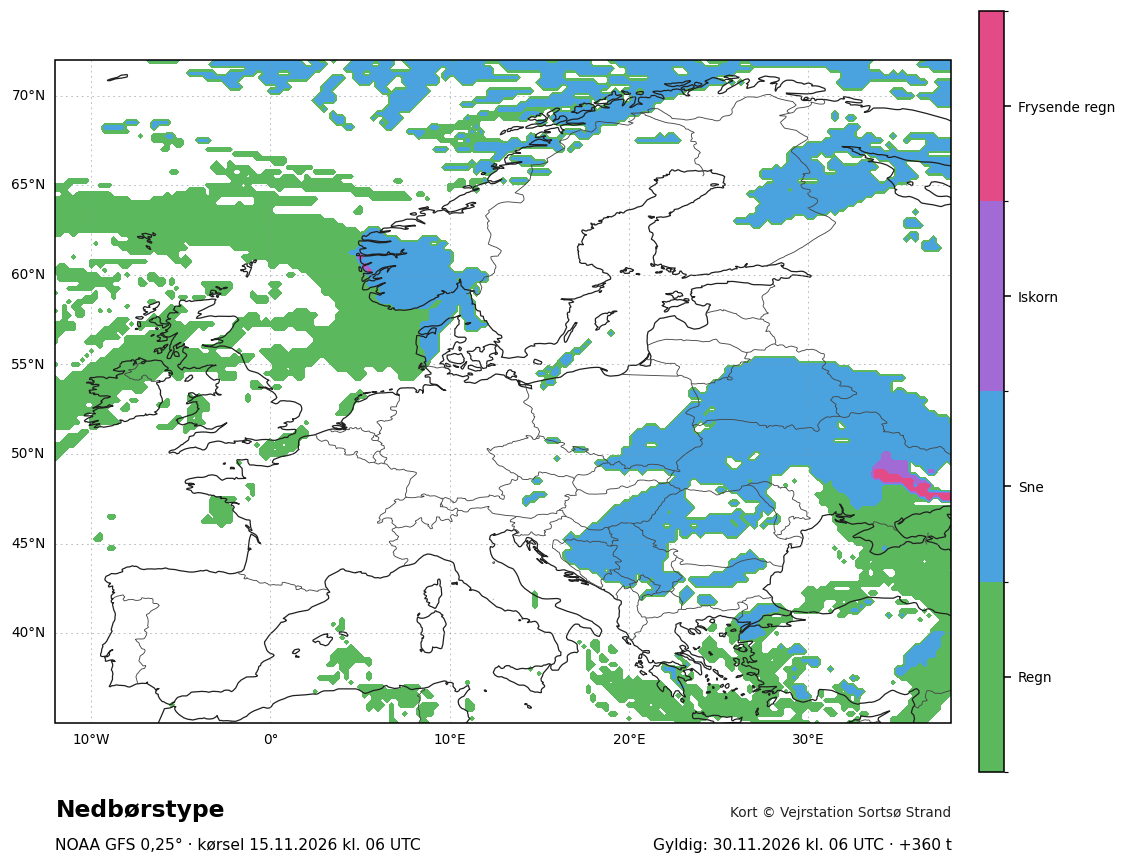 70°N
65°N
60°N
55°N
50°N
45°N
40°N
10°W
0°
10°E
20°E
30°E
Frysende regn
Iskorn
Sne
Regn
Nedbørstype
Kort © Vejrstation Sortsø Strand
NOAA GFS 0,25° · kørsel 15.11.2026 kl. 06 UTC
Gyldig: 30.11.2026 kl. 06 UTC · +360 t